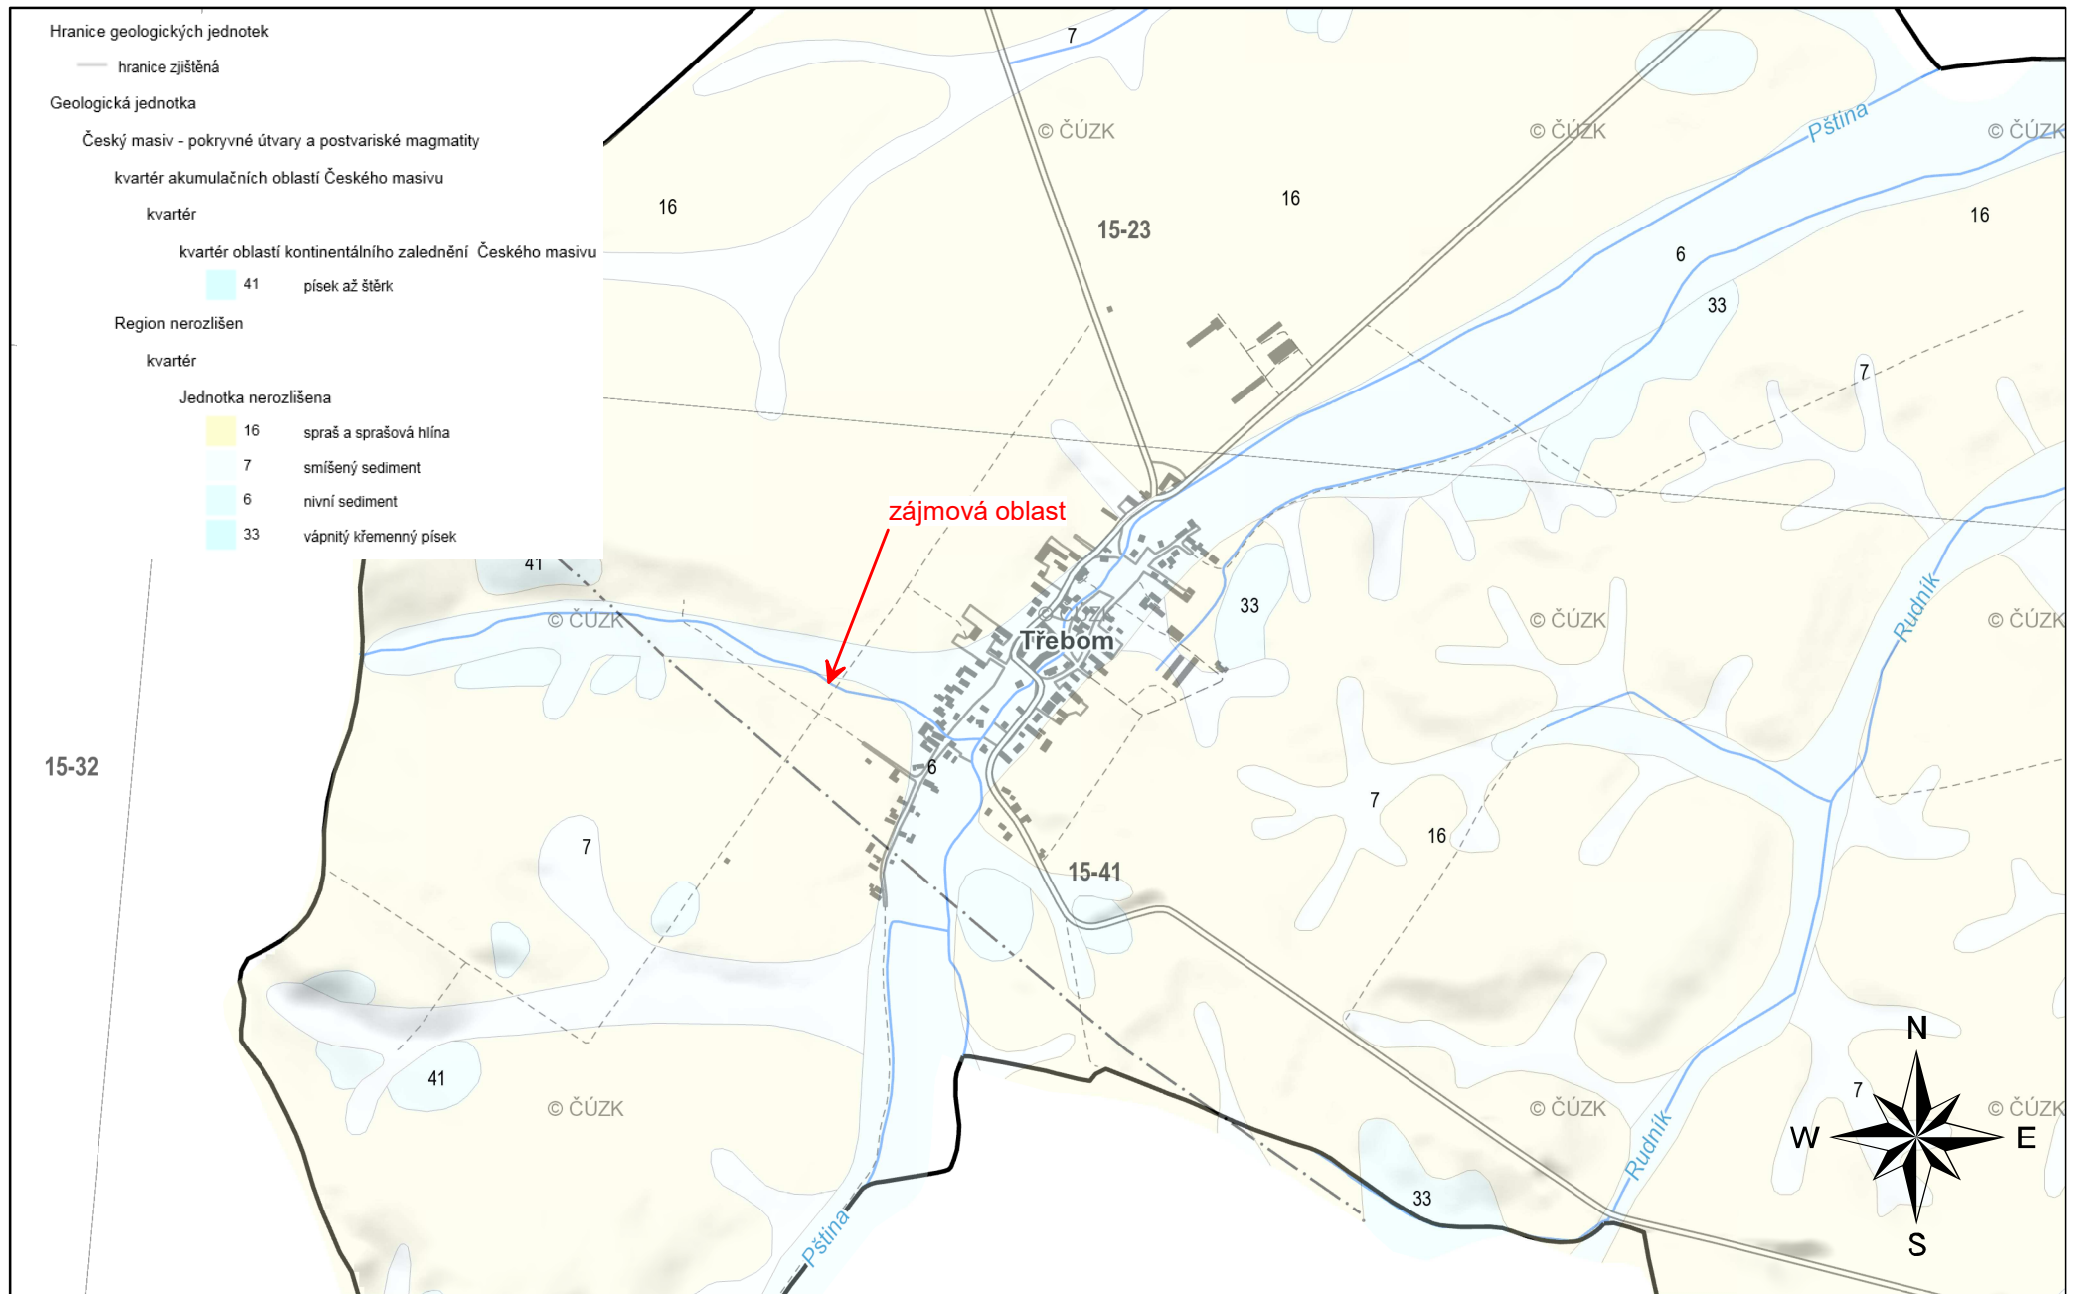 Hranice geologických jednotek
hranice zjištěná
Geologická jednotka
Český masiv - pokryvné útvary a postvariské magmatity
kvartér akumulačních oblastí Českého masivu
kvartér
kvartér oblastí kontinentálního zalednění Českého masivu
41 písek až štěrk
Region nerozlišen
kvartér
Jednotka nerozlišena
16 spraš a sprašová hlína
7 smíšený sediment
6 nivní sediment
33 vápnitý křemenný písek
7
© ČÚZK
© ČÚZK
© ČÚZK
Pština
16
16
16
15-23
6
33
7
zájmová oblast
41
© ČÚZK
© ČÚZK
© ČÚZK
© ČÚZK
33
Rudník
Třebom
15-32
6
7
16
7
15-41
N
W
E
S
41
7
© ČÚZK
© ČÚZK
© ČÚZK
Rudník
33
Pština